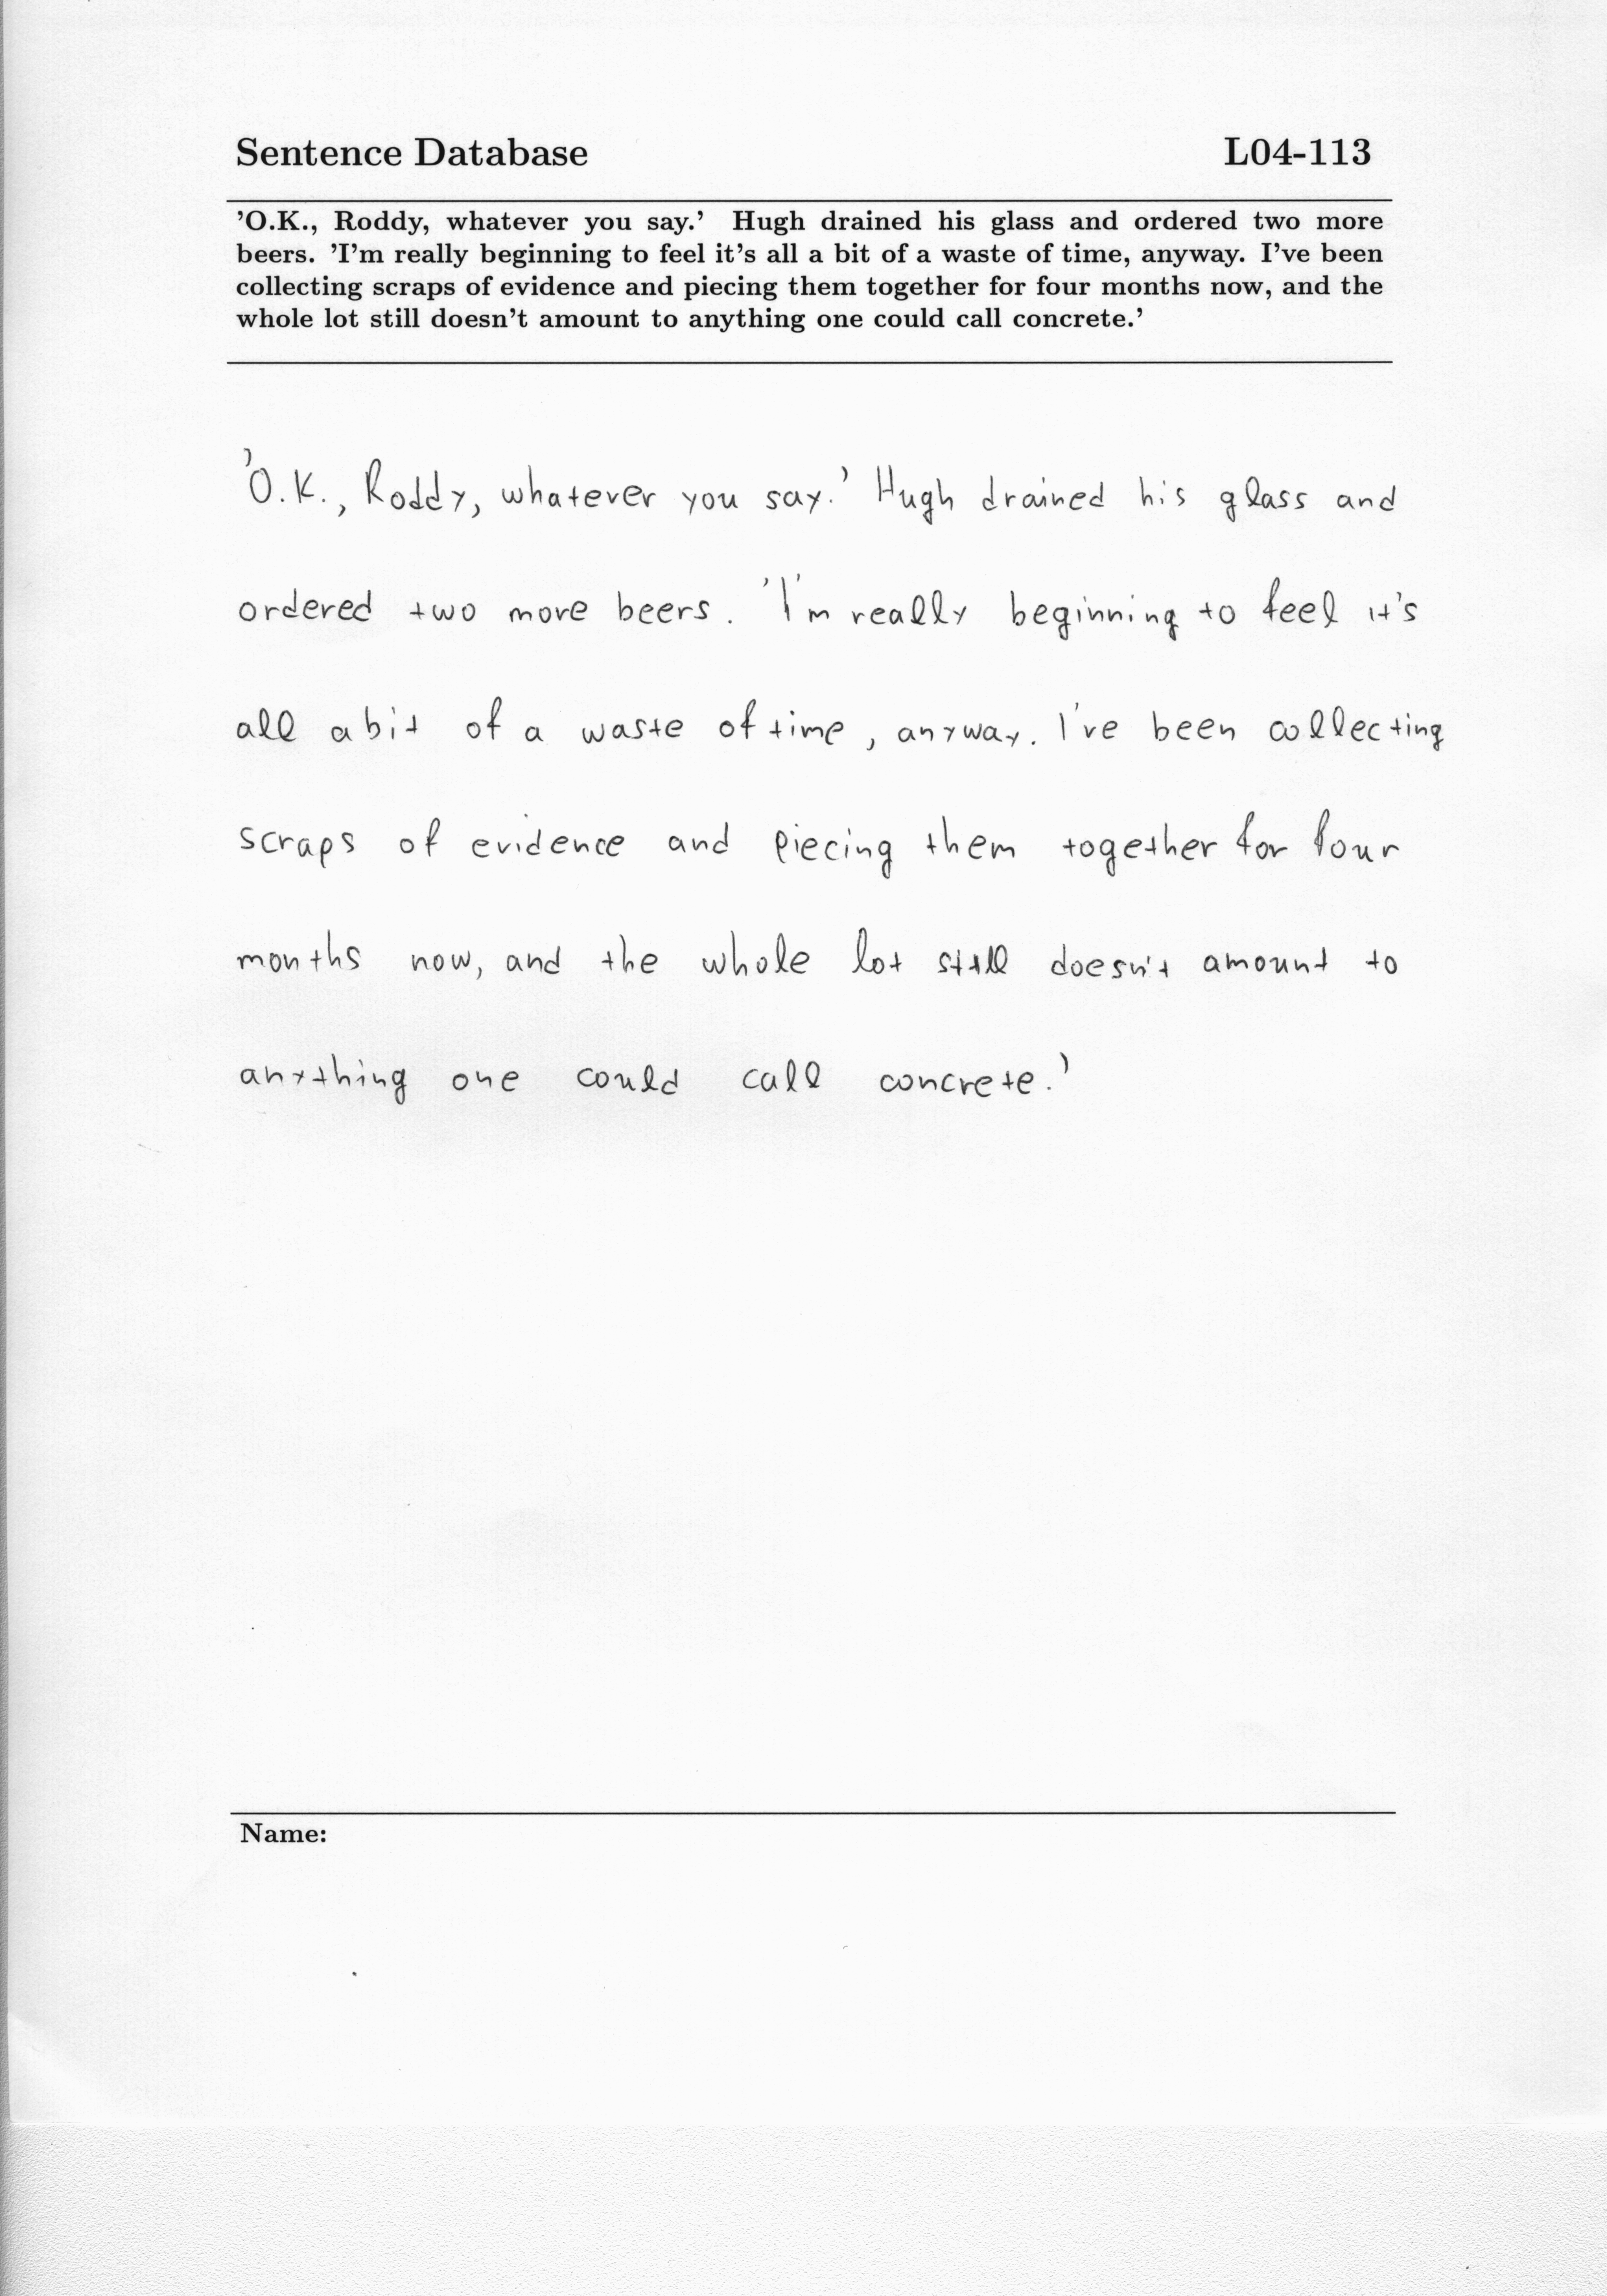 Sentence Database L04-113
'O.K., Roddy, whatever you say.' Hugh drained his glass and ordered two more
beers. 'I'm really beginning to feel it's all a bit of a waste of time, anyway. I've been
collecting scraps of evidence and piecing them together for four months now, and the
whole lot still doesn't amount to anything one could call concrete.'
'O.K., Roddy, whatever you say.' Hugh drained his glass and
ordered two more beers. 'I'm really beginning to feel it's
all a bit of a waste of time, anyway. I've been collecting
scraps of evidence and piecing them together for four
months now, and the whole lot still doesn't amount to
anything one could call concrete.'
Name: